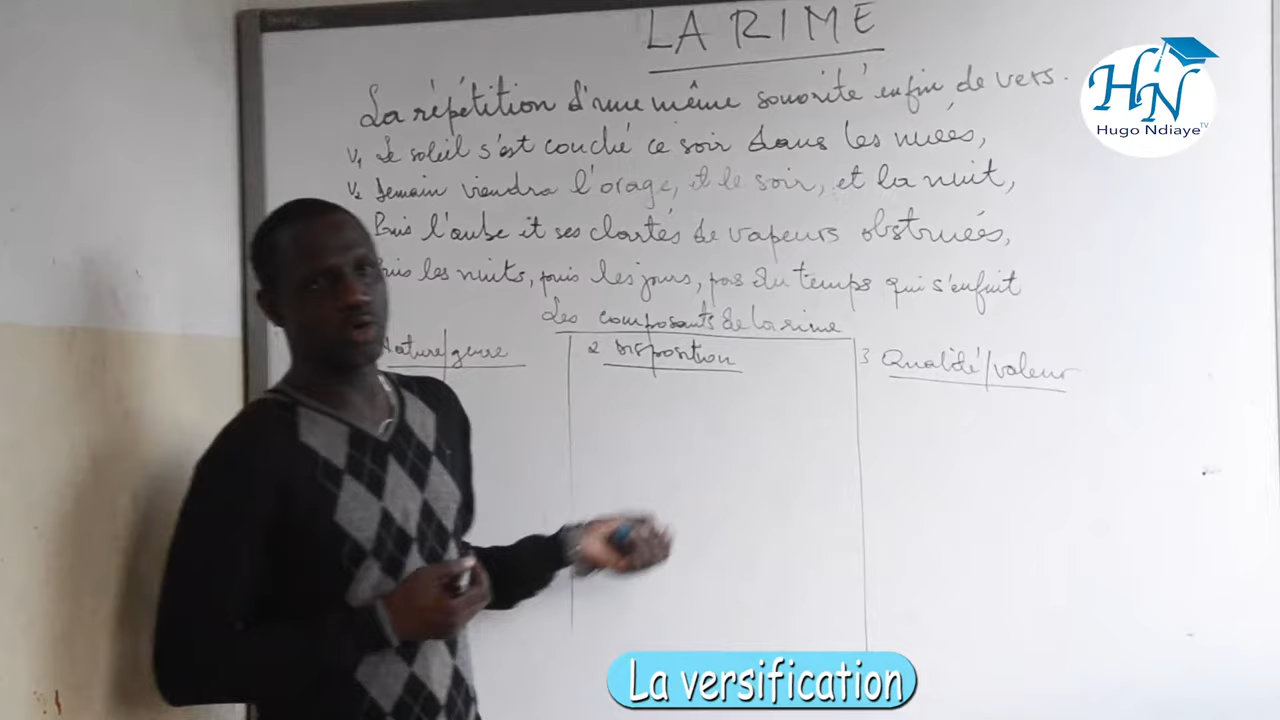 LA RIME
La répétition d'une même sonorité en fin de vers.
V1 Le soleil s'est couché ce soir dans les nuées,
V2 Demain viendra l'orage, et le soir, et la nuit,
Puis l'aube et ses clartés de vapeurs obstruées,
Puis les nuits, puis les jours, pas du temps qui s'enfuit
Les composants de la rime
Nature/genre
2 Disposition
3 Qualité/valeur
HN
Hugo Ndiaye TV
La versification